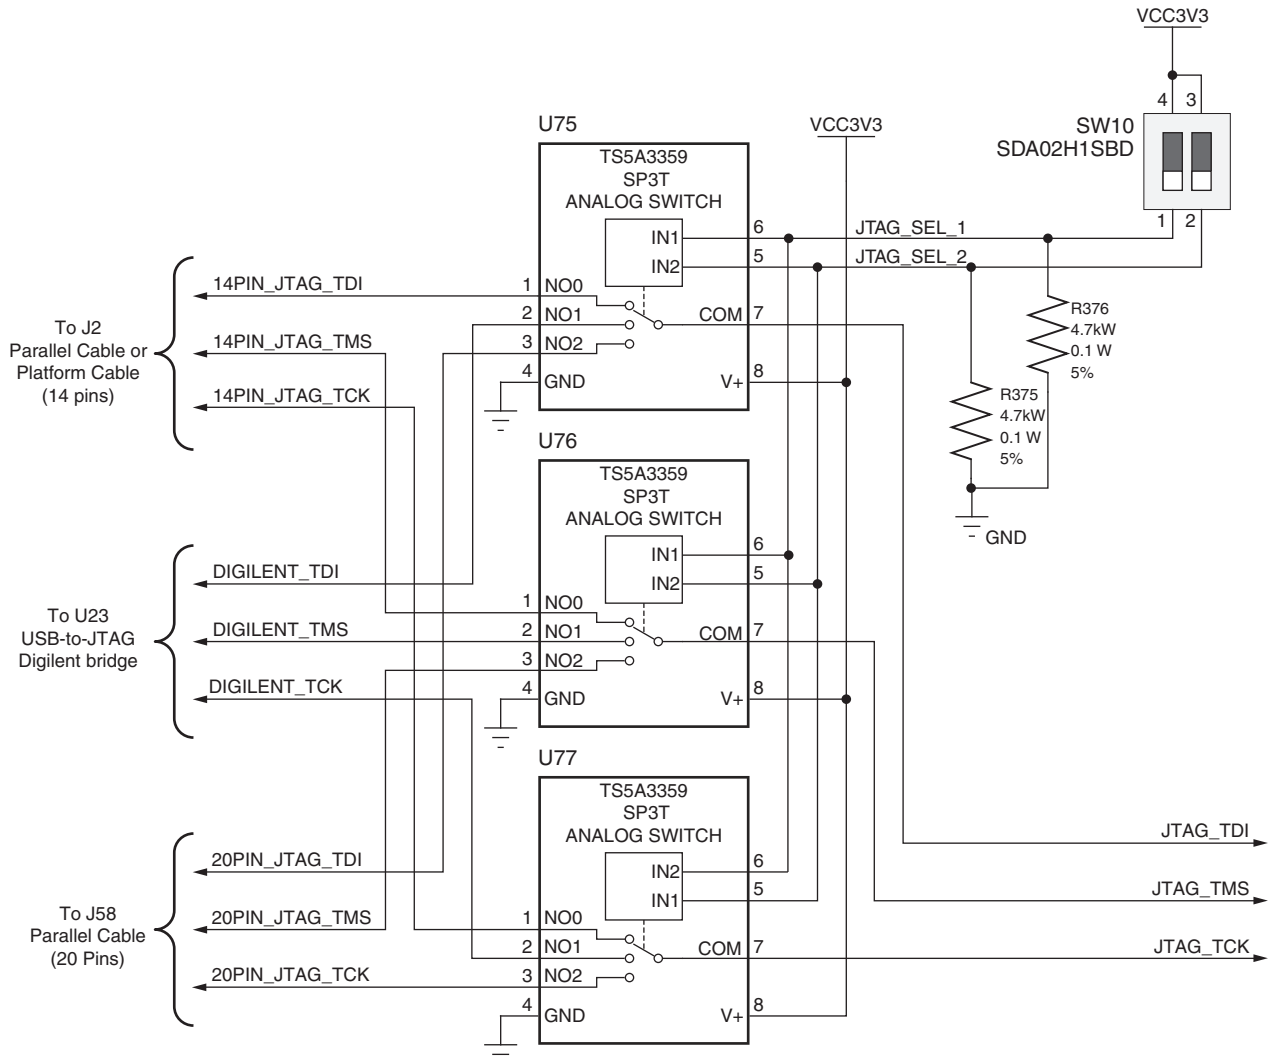 VCC3V3
4 3
SW10
SDA02H1SBD
1 2
VCC3V3
U75
TS5A3359
SP3T
ANALOG SWITCH
IN1 6 JTAG_SEL_1
IN2 5 JTAG_SEL_2
14PIN_JTAG_TDI 1 NO0
2 NO1 COM 7
14PIN_JTAG_TMS 3 NO2
4 GND V+ 8
14PIN_JTAG_TCK
To J2
Parallel Cable or
Platform Cable
(14 pins)
R376
4.7kW
0.1 W
5%
R375
4.7kW
0.1 W
5%
GND
U76
TS5A3359
SP3T
ANALOG SWITCH
IN1 6
IN2 5
DIGILENT_TDI
1 NO0
DIGILENT_TMS 2 NO1 COM 7
3 NO2
DIGILENT_TCK 4 GND V+ 8
To U23
USB-to-JTAG
Digilent bridge
U77
TS5A3359
SP3T
ANALOG SWITCH
IN2 6
IN1 5
20PIN_JTAG_TDI
20PIN_JTAG_TMS 1 NO0
2 NO1 COM 7
20PIN_JTAG_TCK 3 NO2
4 GND V+ 8
To J58
Parallel Cable
(20 Pins)
JTAG_TDI
JTAG_TMS
JTAG_TCK